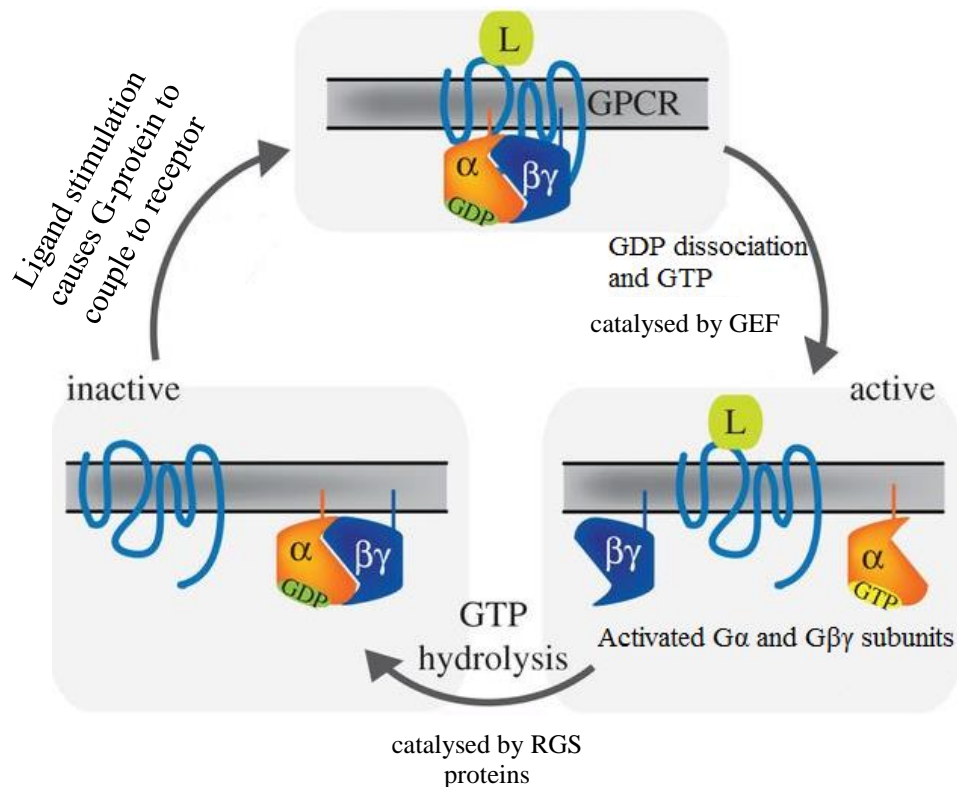 L
GPCR
α
βγ
GDP
Ligand stimulation
causes G-protein to
couple to receptor
GDP dissociation
and GTP
catalysed by GEF
inactive
α
βγ
GDP
active
L
βγ
α
GTP
Activated Gα and Gβγ subunits
GTP
hydrolysis
catalysed by RGS
proteins